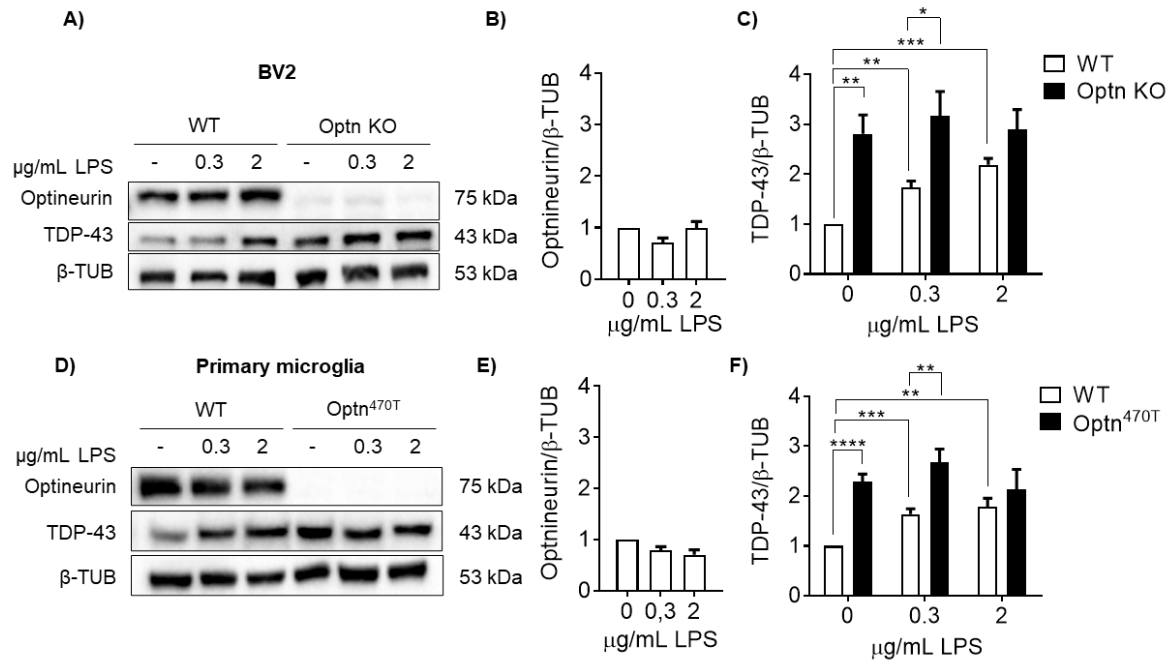 A)
BV2
WT Optn KO
µg/mL LPS - 0.3 2 - 0.3 2
Optineurin 75 kDa
TDP-43 43 kDa
β-TUB 53 kDa
B)
Optnineurin/β-TUB
4
3
2
1
0
0 0.3 2
µg/mL LPS
C)
TDP-43/β-TUB
4
3
2
1
0
*
***
**
**
WT
Optn KO
0 0.3 2
µg/mL LPS
D)
Primary microglia
WT Optn⁴⁷⁰ᵀ
µg/mL LPS - 0.3 2 - 0.3 2
Optineurin 75 kDa
TDP-43 43 kDa
β-TUB 53 kDa
E)
Optnineurin/β-TUB
4
3
2
1
0
0 0,3 2
µg/mL LPS
F)
TDP-43/β-TUB
4
3
2
1
0
**
**
***
****
WT
Optn⁴⁷⁰ᵀ
0 0.3 2
µg/mL LPS